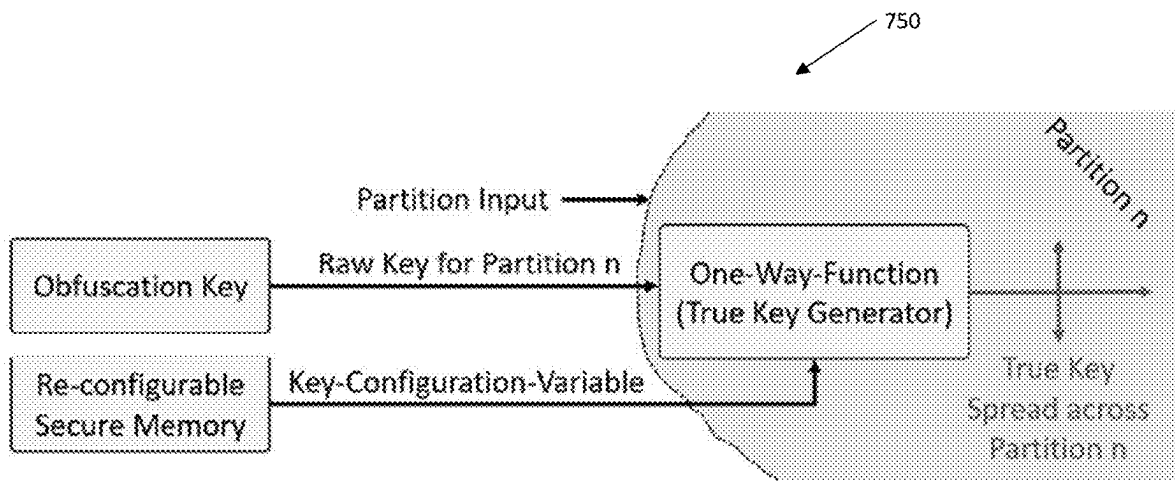 750
Partition n
Partition Input
Raw Key for Partition n
Obfuscation Key
One-Way-Function
(True Key Generator)
Re-configurable
Secure Memory
Key-Configuration-Variable
True Key
Spread across
Partition n